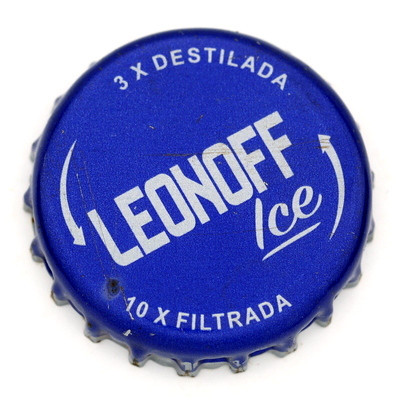 3 X DESTILADA
LEONOFF
Ice
10 X FILTRADA